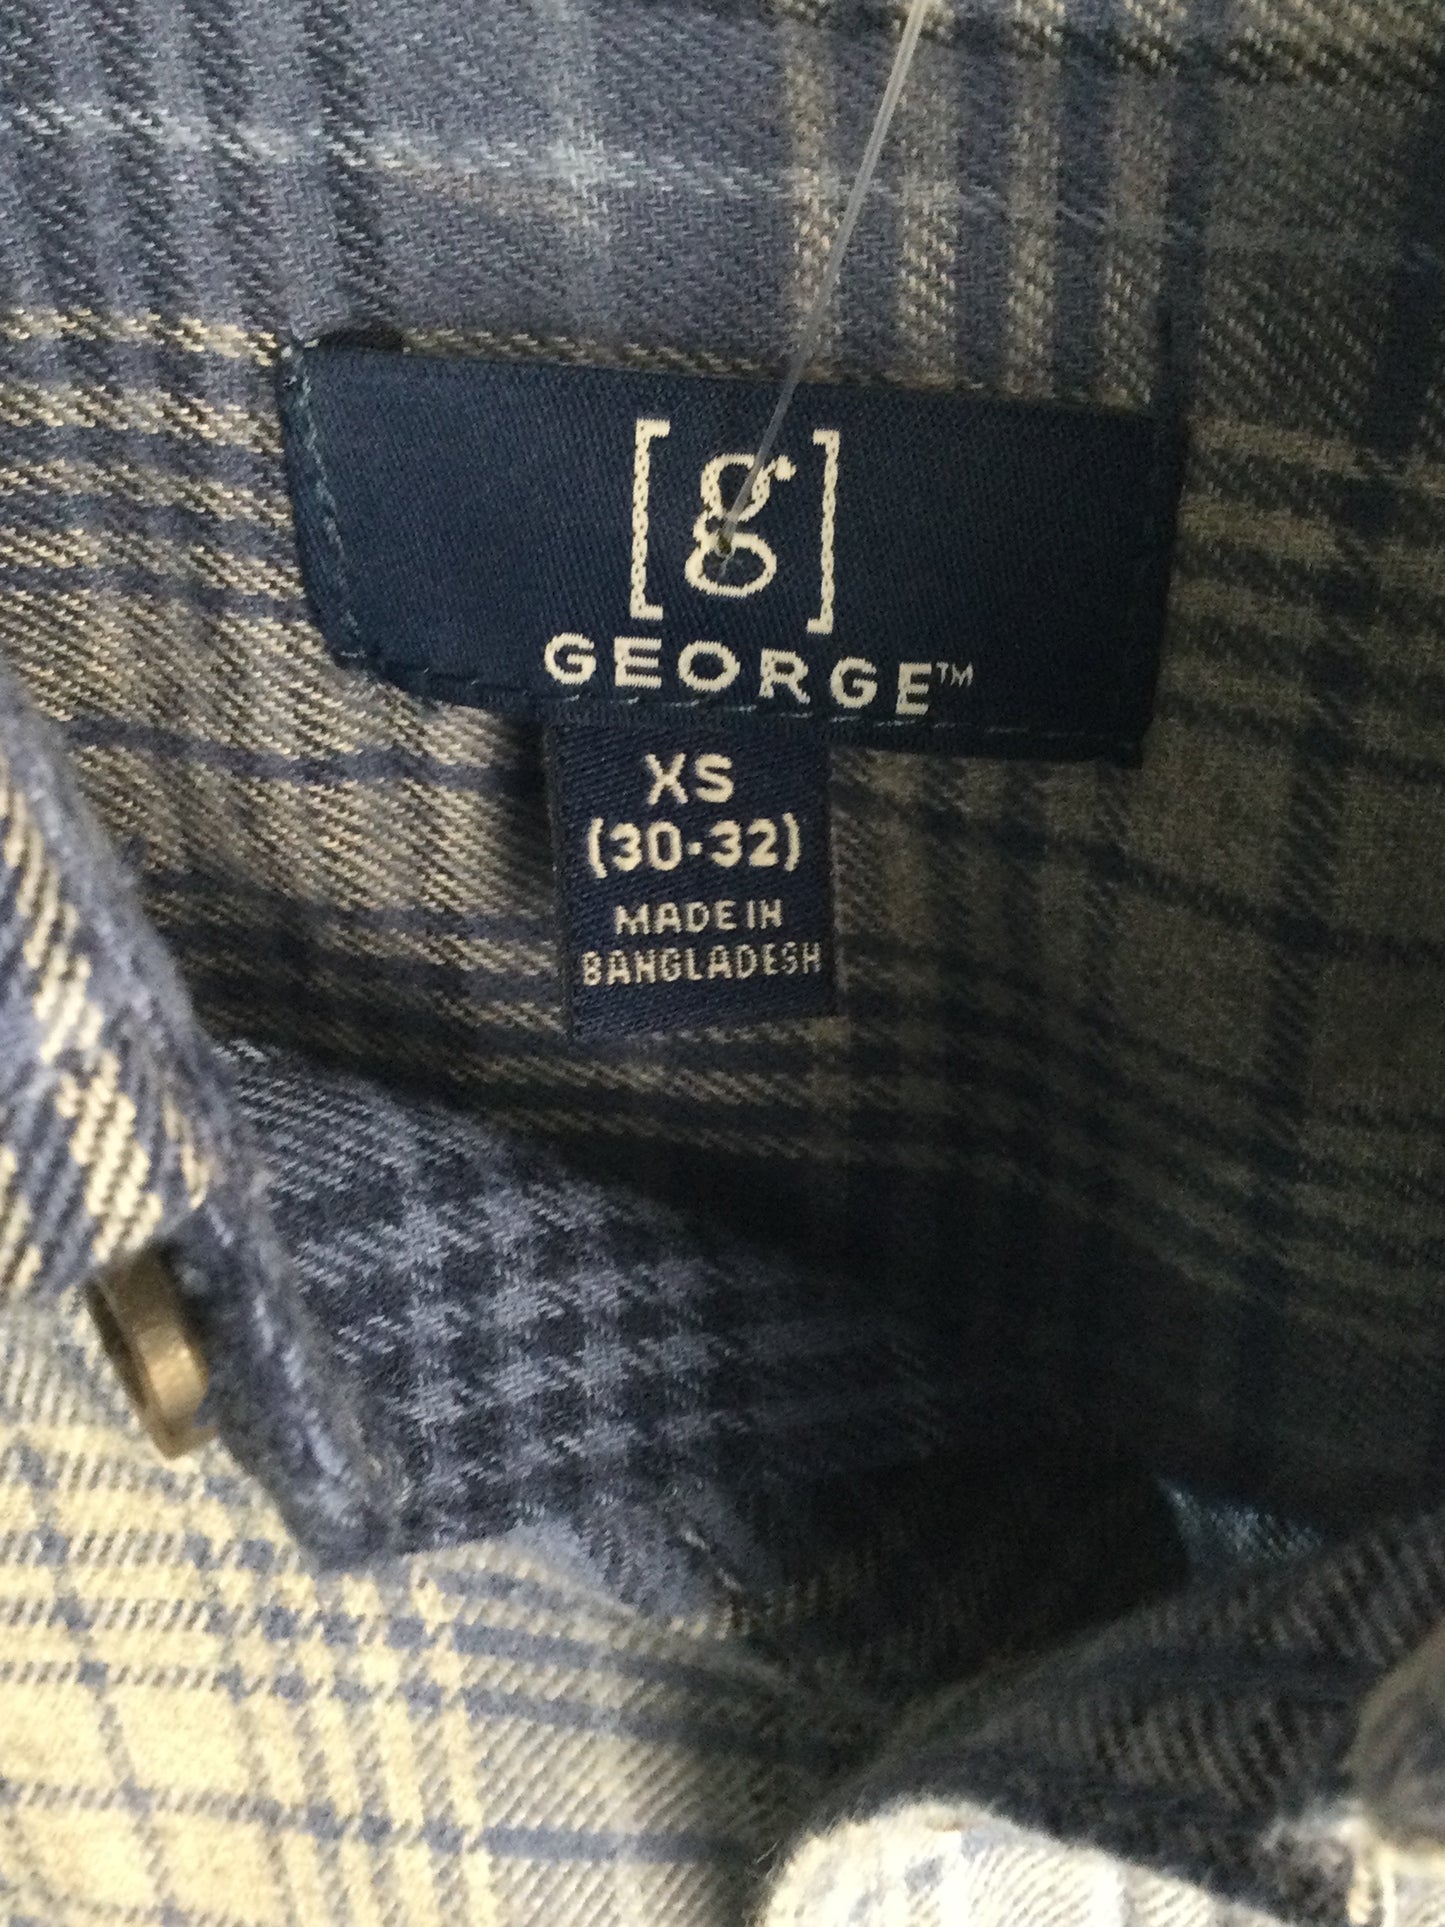 [g]
GEORGE™
XS
(30-32)
MADE IN
BANGLADESH